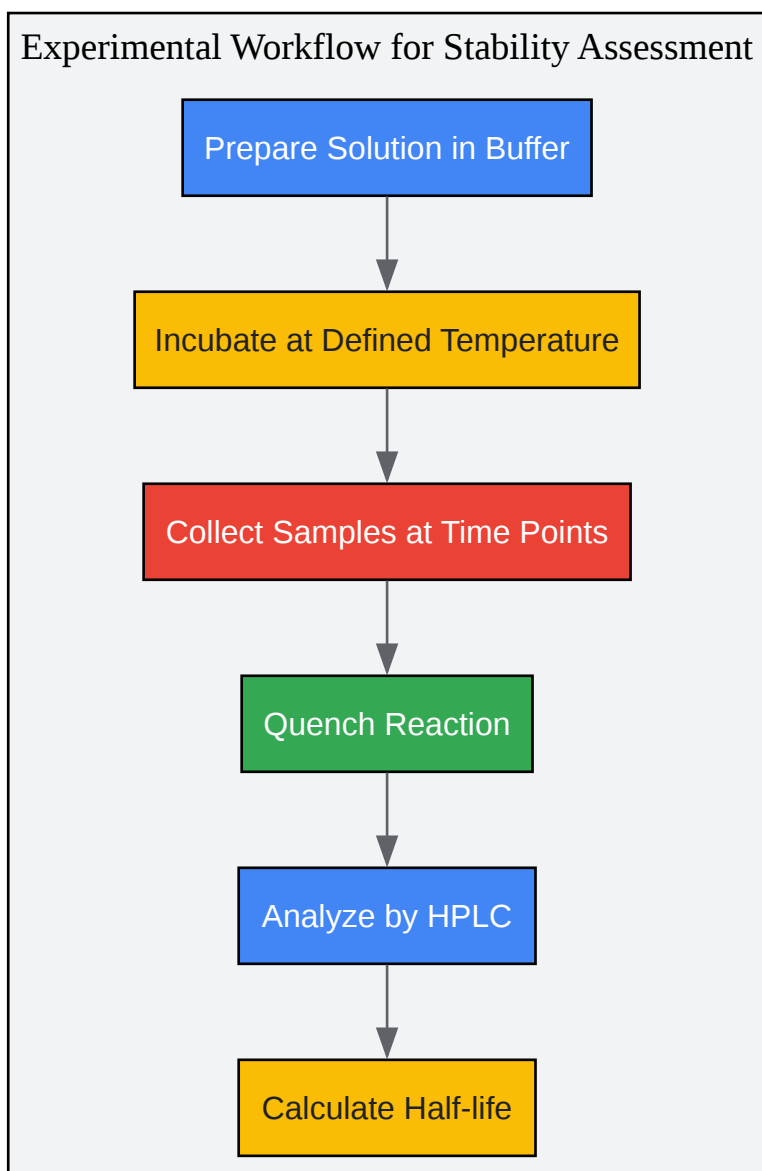 Experimental Workflow for Stability Assessment
Prepare Solution in Buffer
Incubate at Defined Temperature
Collect Samples at Time Points
Quench Reaction
Analyze by HPLC
Calculate Half-life